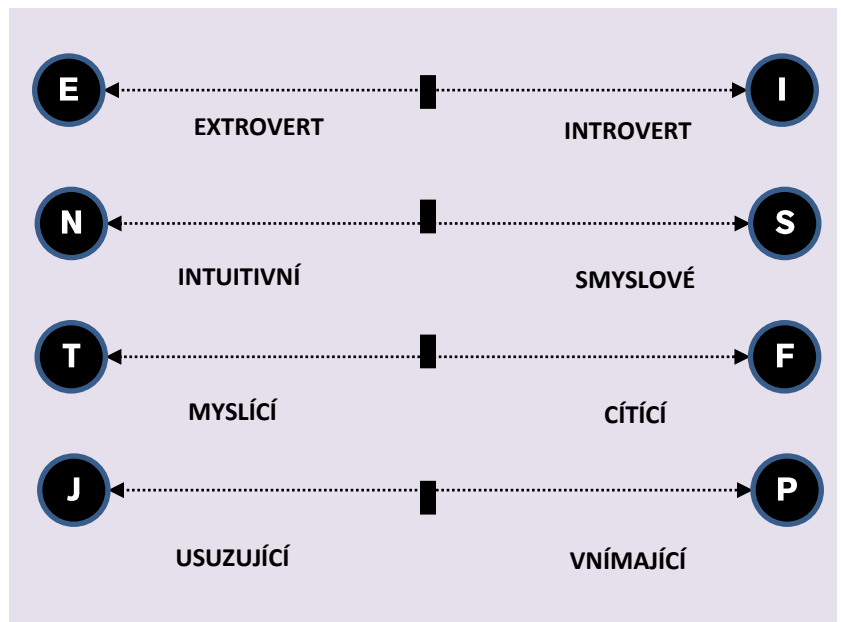 E I
EXTROVERT INTROVERT
N S
INTUITIVNÍ SMYSLOVÉ
T F
MYSLÍCÍ CÍTÍCÍ
J P
USUZUJÍCÍ VNÍMAJÍCÍ